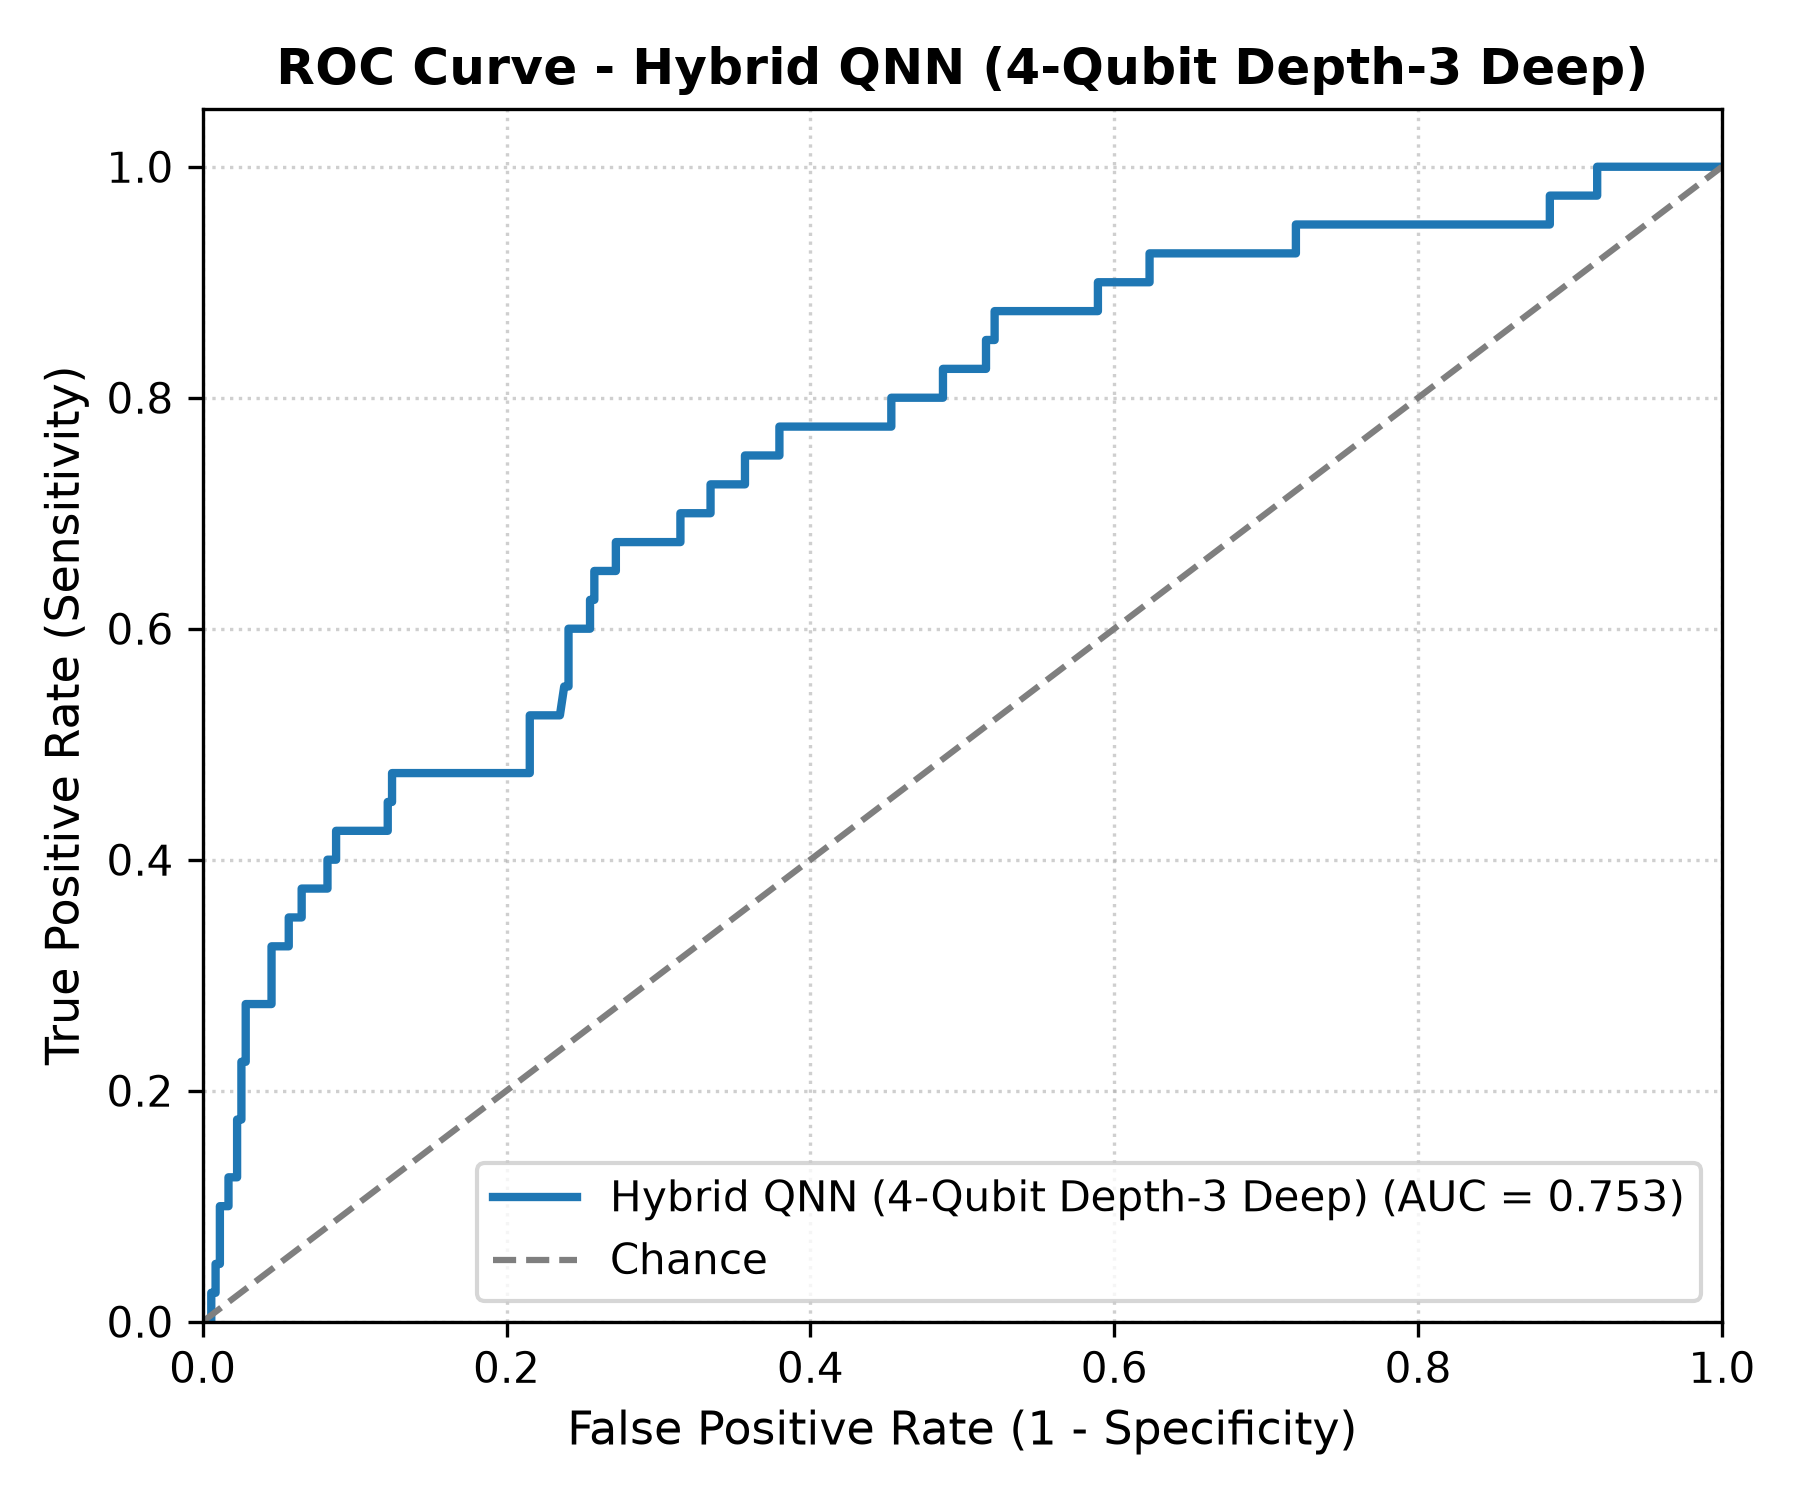 ROC Curve - Hybrid QNN (4-Qubit Depth-3 Deep)
True Positive Rate (Sensitivity)
1.0
0.8
0.6
0.4
0.2
0.0
Hybrid QNN (4-Qubit Depth-3 Deep) (AUC = 0.753)
Chance
0.0 0.2 0.4 0.6 0.8 1.0
False Positive Rate (1 - Specificity)